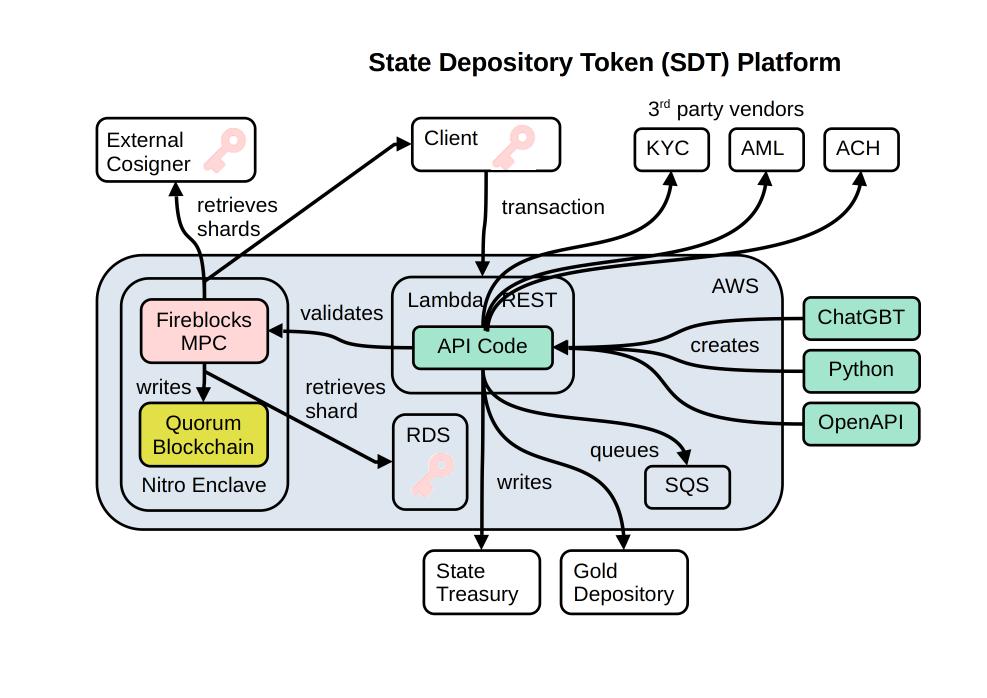 State Depository Token (SDT) Platform
3rd party vendors
External
Cosigner
Client
KYC
AML
ACH
retrieves
shards
transaction
AWS
Lambda
REST
ChatGBT
Fireblocks
MPC
validates
API Code
creates
Python
writes
retrieves
shard
Quorum
Blockchain
RDS
OpenAPI
queues
Nitro Enclave
writes
SQS
State
Treasury
Gold
Depository